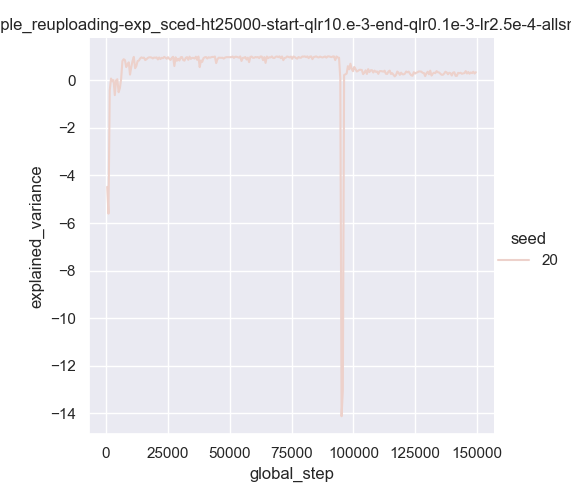 ple_reuploading-exp_sced-ht25000-start-qlr10.e-3-end-qlr0.1e-3-lr2.5e-4-allsr
0
−2
−4
−6
−8
−10
−12
−14
explained_variance
0 25000 50000 75000 100000 125000 150000
global_step
seed
20